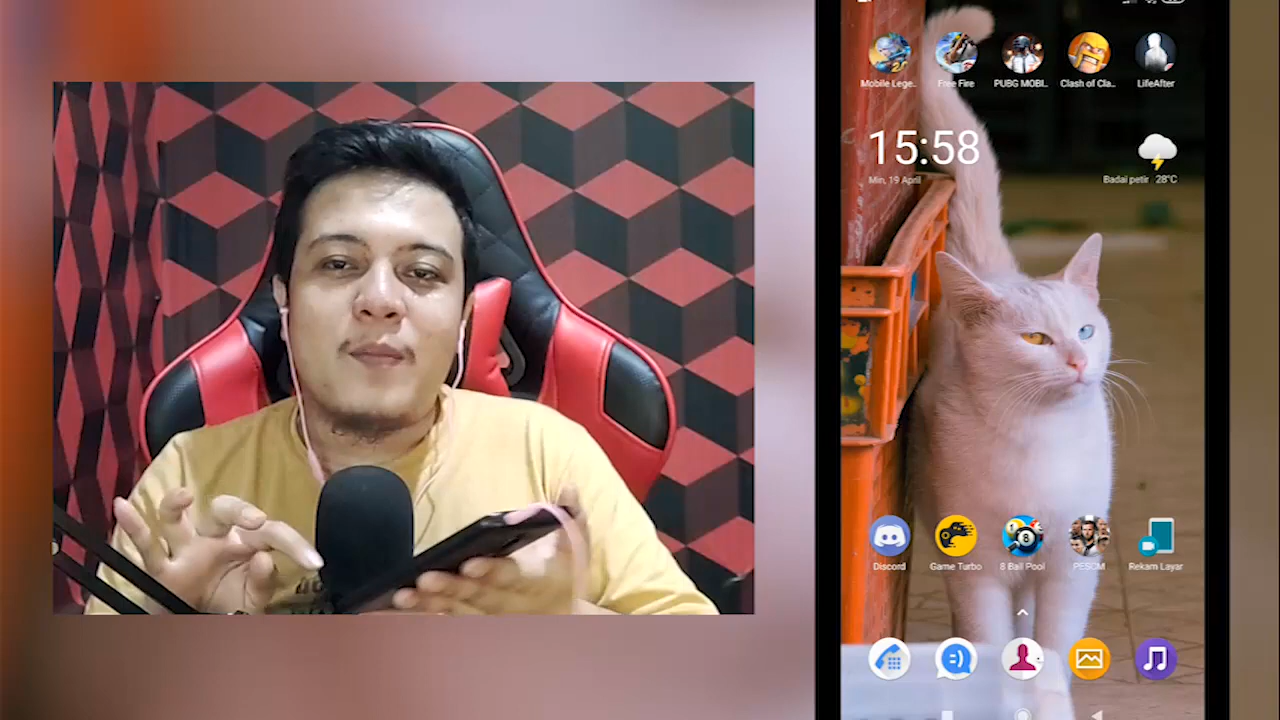 Mobile Lege.. Free Fire PUBG MOBI.. Clash of Cla.. LifeAfter
15:58
Min, 19 April
Badai petir 28°C
Discord Game Turbo 8 Ball Pool PESOM Rekam Layar